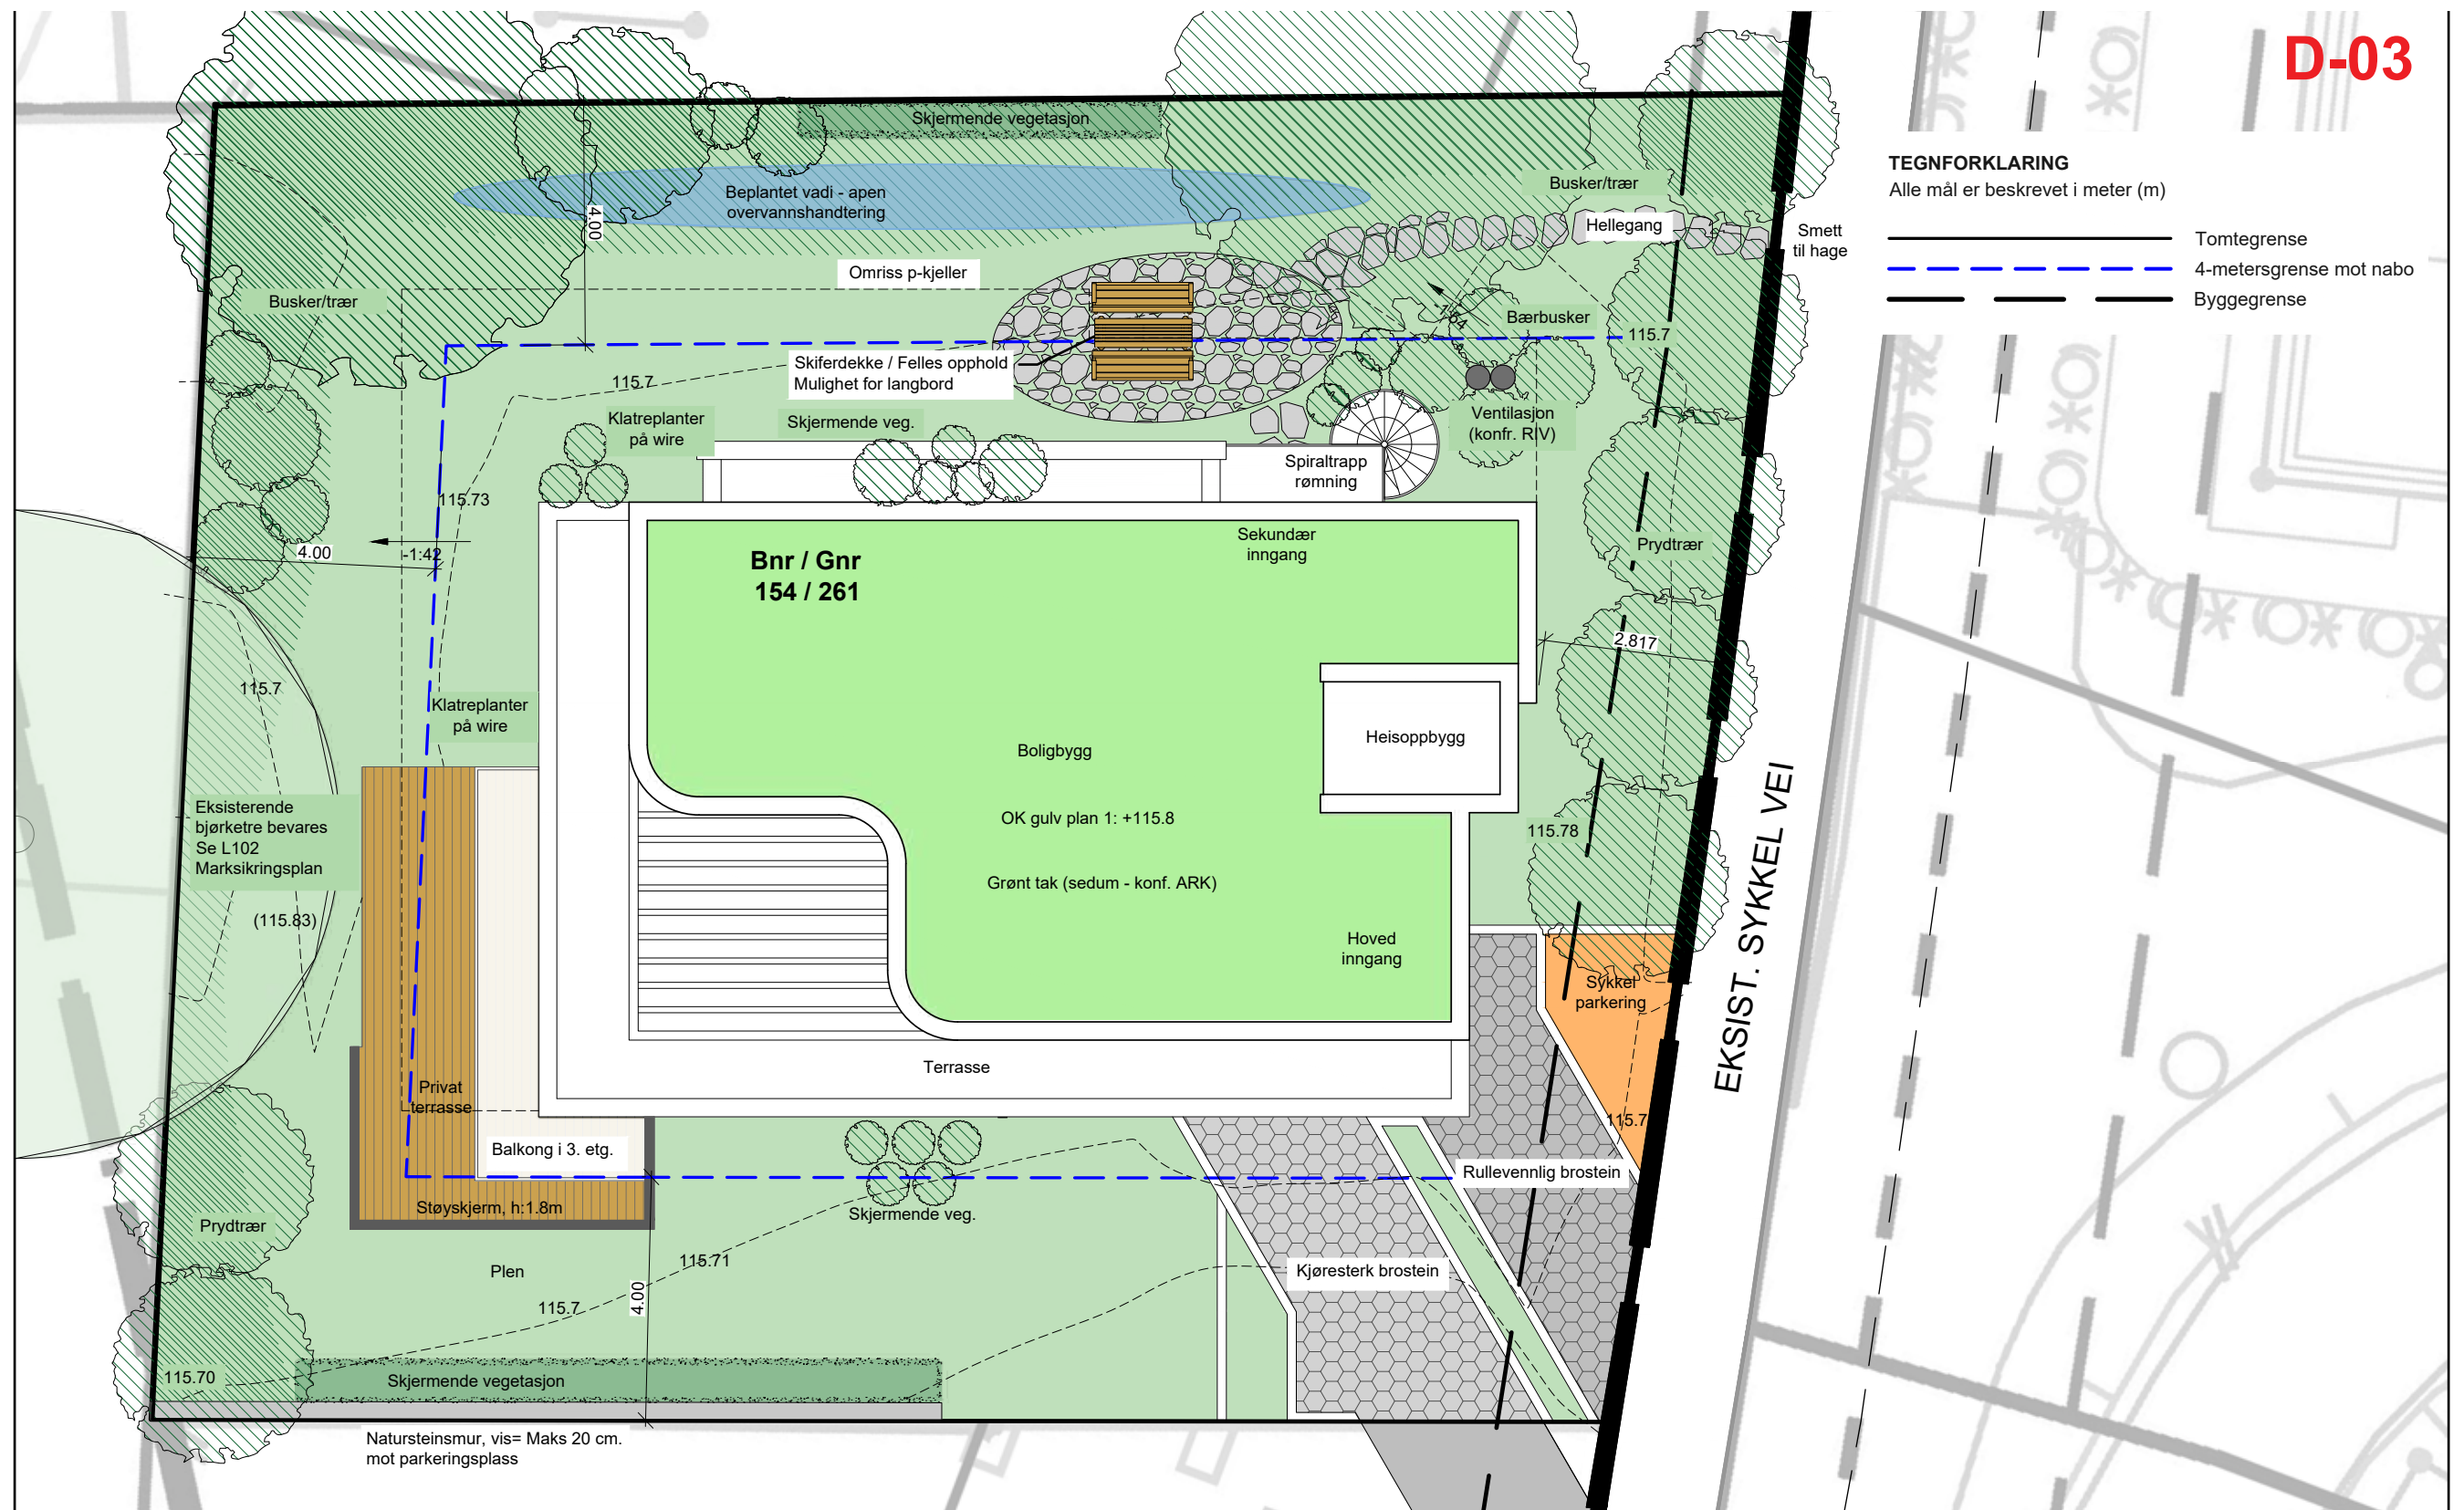 D-03
Skjermende vegetasjon
TEGNFORKLARING
Alle mål er beskrevet i meter (m)
Tomtegrense
4-metersgrense mot nabo
Byggegrense
Beplantet vadi - apen
overvannshandtering
4.00
Busker/trær
Hellegang
Smett
til hage
Omriss p-kjeller
Busker/trær
Bærbusker
-1:54
115.7
Skiferdekke / Felles opphold
Mulighet for langbord
115.7
Klatreplanter
på wire
Skjermende veg.
Ventilasjon
(konfr. RIV)
Spiraltrapp
rømning
115.73
4.00
-1:42
Bnr / Gnr
154 / 261
Sekundær
inngang
Prydtrær
2.817
115.7
Klatreplanter
på wire
Boligbygg
Heisoppbygg
Eksisterende
bjørketre bevares
Se L102
Marksikringsplan
OK gulv plan 1: +115.8
115.78
EKSIST. SYKKEL VEI
Grønt tak (sedum - konf. ARK)
(115.83)
Hoved
inngang
Sykkel
parkering
Terrasse
Privat
terrasse
115.7
Balkong i 3. etg.
Rullevennlig brostein
Støyskjerm, h:1.8m
Skjermende veg.
Prydtrær
115.71
Plen
Kjøresterk brostein
115.7
4.00
115.70
Skjermende vegetasjon
Natursteinsmur, vis= Maks 20 cm.
mot parkeringsplass